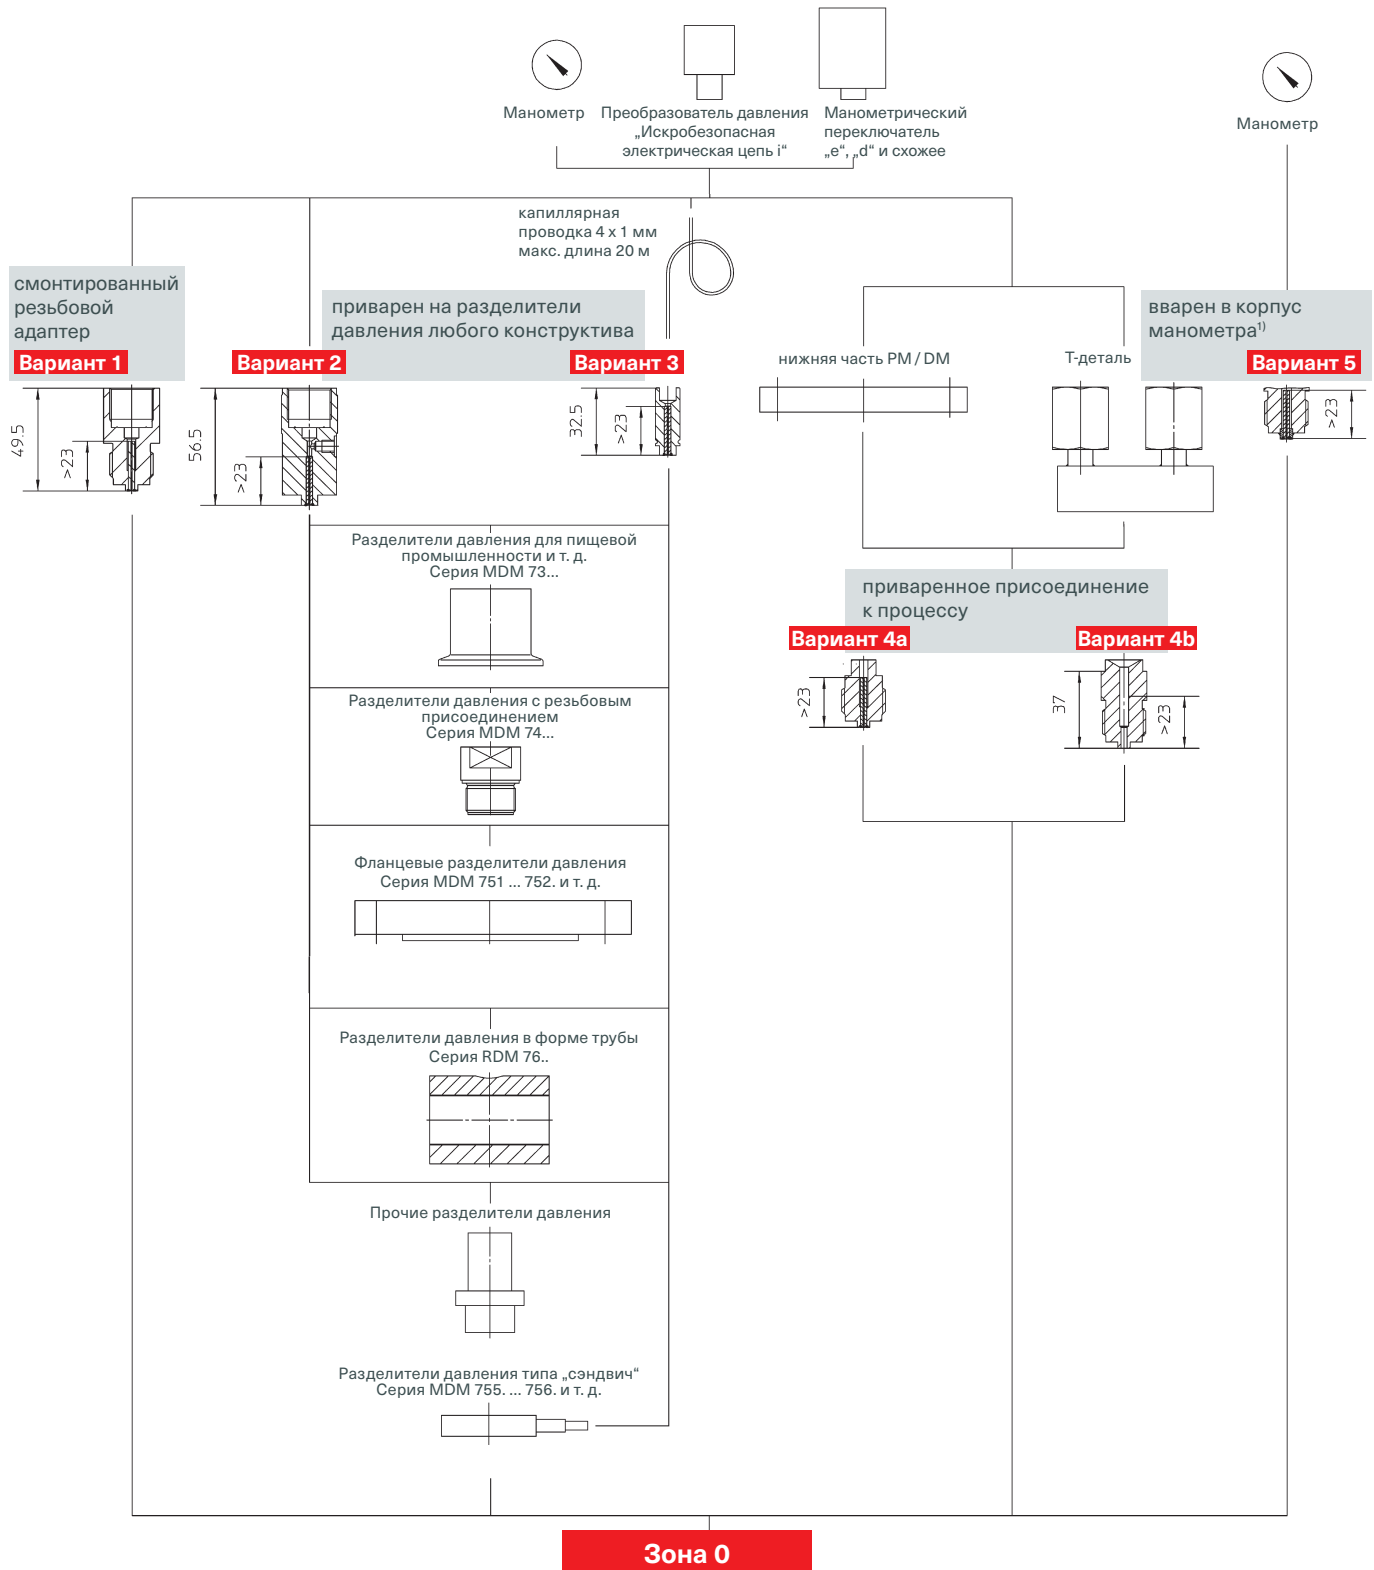 Манометр
Преобразователь давления
„Искробезопасная
электрическая цепь i“
Манометрический
переключатель
„e“, „d“ и схожее
Манометр
капиллярная
проводка 4 x 1 мм
макс. длина 20 м
смонтированный
резьбовой
адаптер
Вариант 1
приварен на разделители
давления любого конструктива
Вариант 2
Вариант 3
нижняя часть PM / DM
Т-деталь
вварен в корпус
манометра1)
Вариант 5
49.5
>23
56.5
>23
32.5
>23
>23
Разделители давления для пищевой
промышленности и т. д.
Серия MDM 73...
приваренное присоединение
к процессу
Вариант 4a
Вариант 4b
>23
37
>23
Разделители давления с резьбовым
присоединением
Серия MDM 74...
Фланцевые разделители давления
Серия MDM 751 ... 752. и т. д.
Разделители давления в форме трубы
Серия RDM 76..
Прочие разделители давления
Разделители давления типа „сэндвич“
Серия MDM 755. ... 756. и т. д.
Зона 0